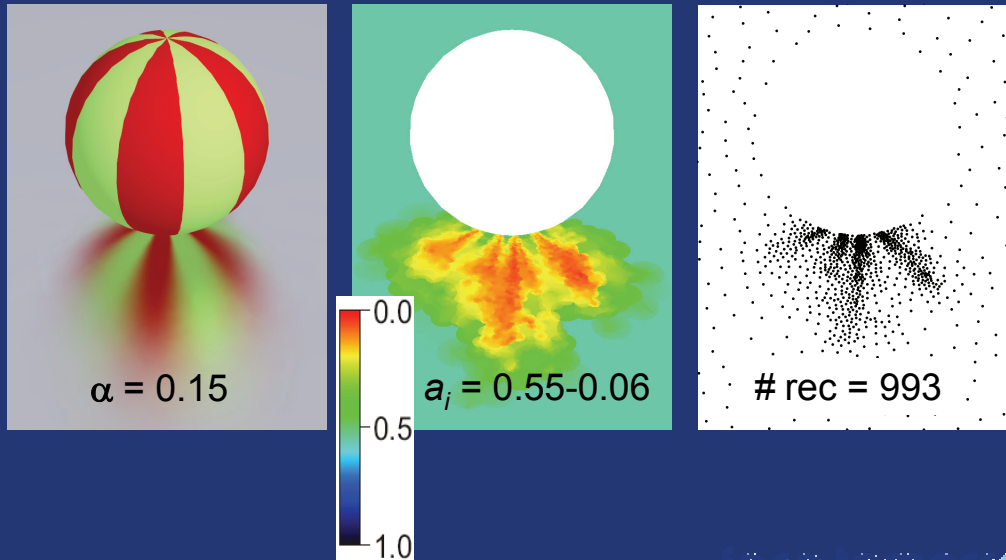 α = 0.15
a_i = 0.55-0.06
# rec = 993
0.0
0.5
1.0